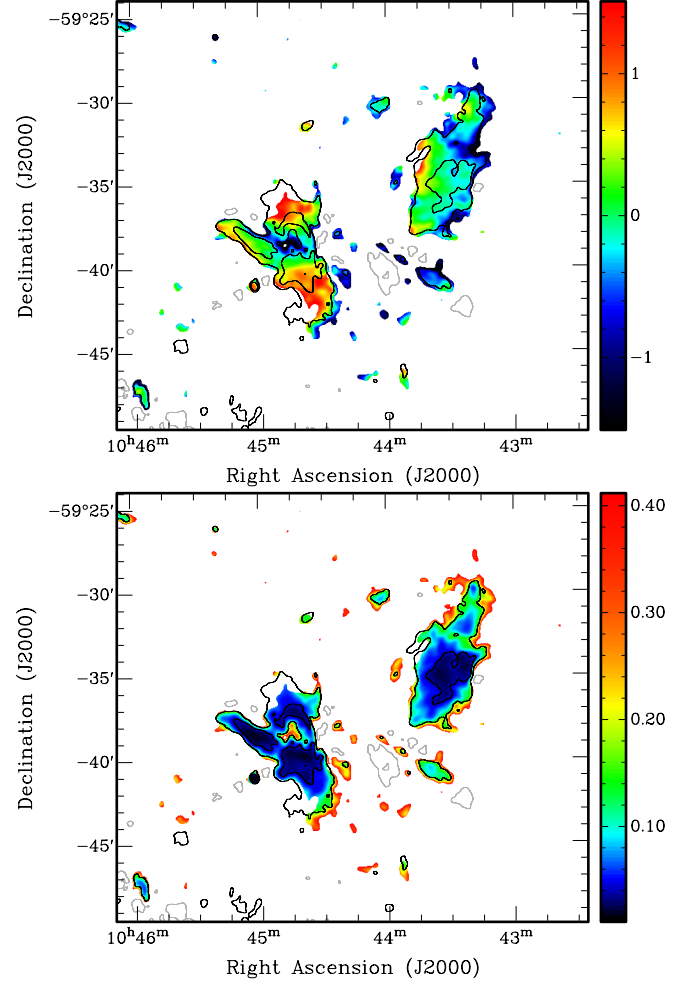 −59°25′
−30′
−35′
−40′
−45′
10ʰ46ᵐ 45ᵐ 44ᵐ 43ᵐ
Right Ascension (J2000)
Declination (J2000)
1
0
−1
−59°25′
−30′
−35′
−40′
−45′
10ʰ46ᵐ 45ᵐ 44ᵐ 43ᵐ
Right Ascension (J2000)
Declination (J2000)
0.40
0.30
0.20
0.10